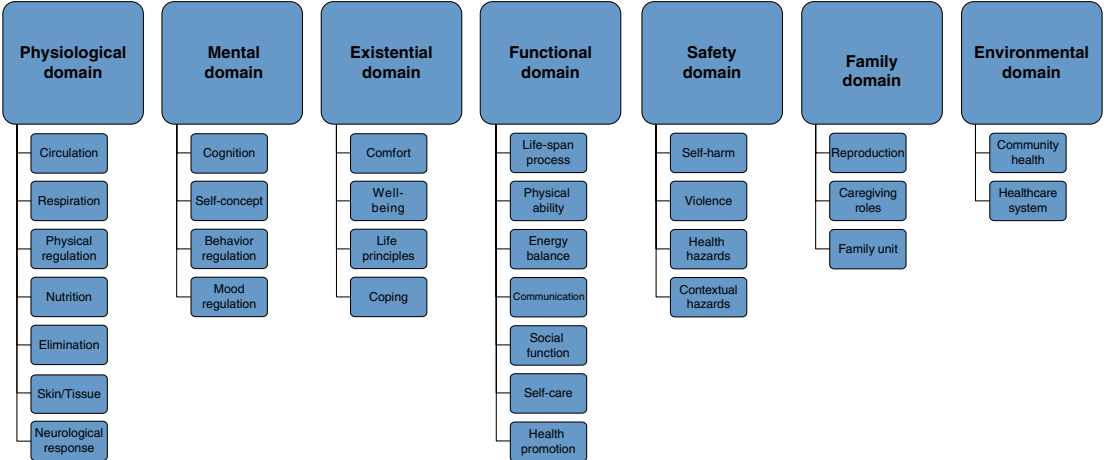 Physiological
domain
Circulation
Respiration
Physical
regulation
Nutrition
Elimination
Skin/Tissue
Neurological
response
Mental
domain
Cognition
Self-concept
Behavior
regulation
Mood
regulation
Existential
domain
Comfort
Well-
being
Life
principles
Coping
Functional
domain
Life-span
process
Physical
ability
Energy
balance
Communication
Social
function
Self-care
Health
promotion
Safety
domain
Self-harm
Violence
Health
hazards
Contextual
hazards
Family
domain
Reproduction
Caregiving
roles
Family unit
Environmental
domain
Community
health
Healthcare
system